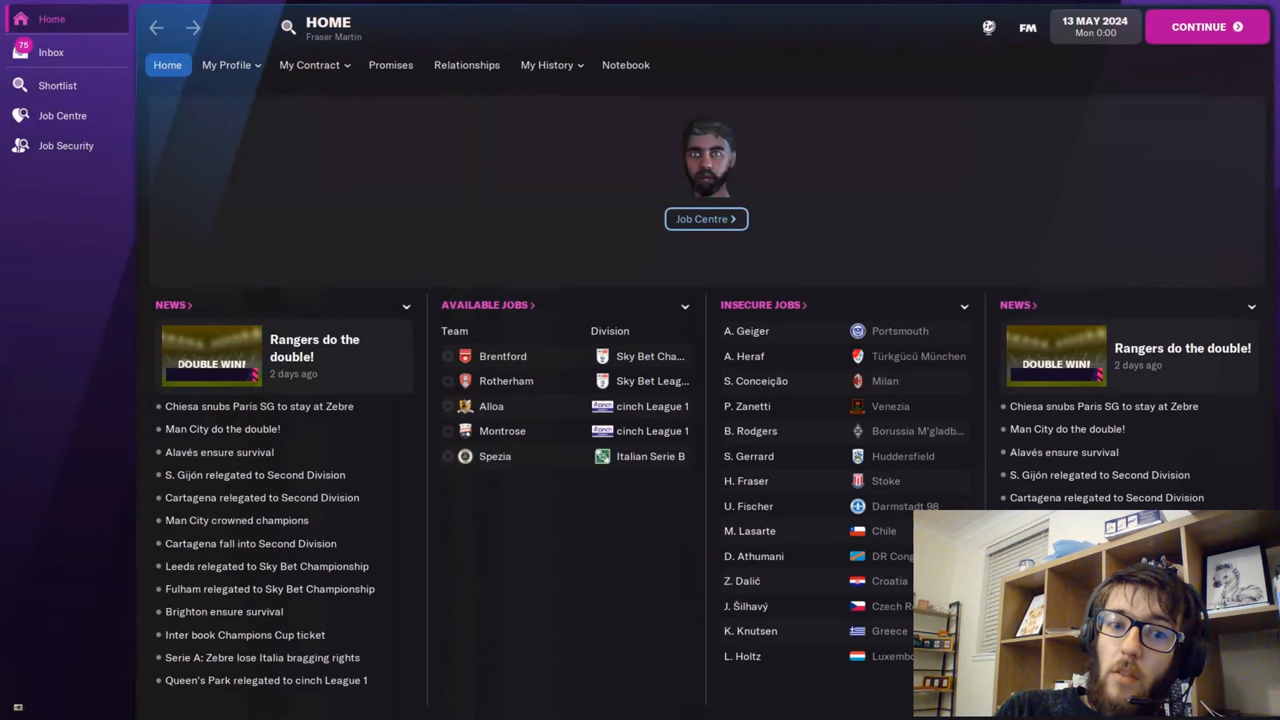 Home
75
Inbox
Shortlist
Job Centre
Job Security
HOME
Fraser Martin
FM
13 MAY 2024
Mon 0:00
CONTINUE
Home
My Profile
My Contract
Promises
Relationships
My History
Notebook
Job Centre
NEWS
DOUBLE WIN!
Rangers do the
double!
2 days ago
Chiesa snubs Paris SG to stay at Zebre
Man City do the double!
Alavés ensure survival
S. Gijón relegated to Second Division
Cartagena relegated to Second Division
Man City crowned champions
Cartagena fall into Second Division
Leeds relegated to Sky Bet Championship
Fulham relegated to Sky Bet Championship
Brighton ensure survival
Inter book Champions Cup ticket
Serie A: Zebre lose Italia bragging rights
Queen's Park relegated to cinch League 1
AVAILABLE JOBS
Team Division
Brentford Sky Bet Cha...
Rotherham Sky Bet Leag...
Alloa cinch League 1
Montrose cinch League 1
Spezia Italian Serie B
INSECURE JOBS
A. Geiger Portsmouth
A. Heraf Türkgücü München
S. Conceição Milan
P. Zanetti Venezia
B. Rodgers Borussia M'gladb...
S. Gerrard Huddersfield
H. Fraser Stoke
U. Fischer Darmstadt 98
M. Lasarte Chile
D. Athumani DR Cong
Z. Dalić Croatia
J. Šilhavý Czech R
K. Knutsen Greece
L. Holtz Luxemb
NEWS
DOUBLE WIN!
Rangers do the double!
2 days ago
Chiesa snubs Paris SG to stay at Zebre
Man City do the double!
Alavés ensure survival
S. Gijón relegated to Second Division
Cartagena relegated to Second Division